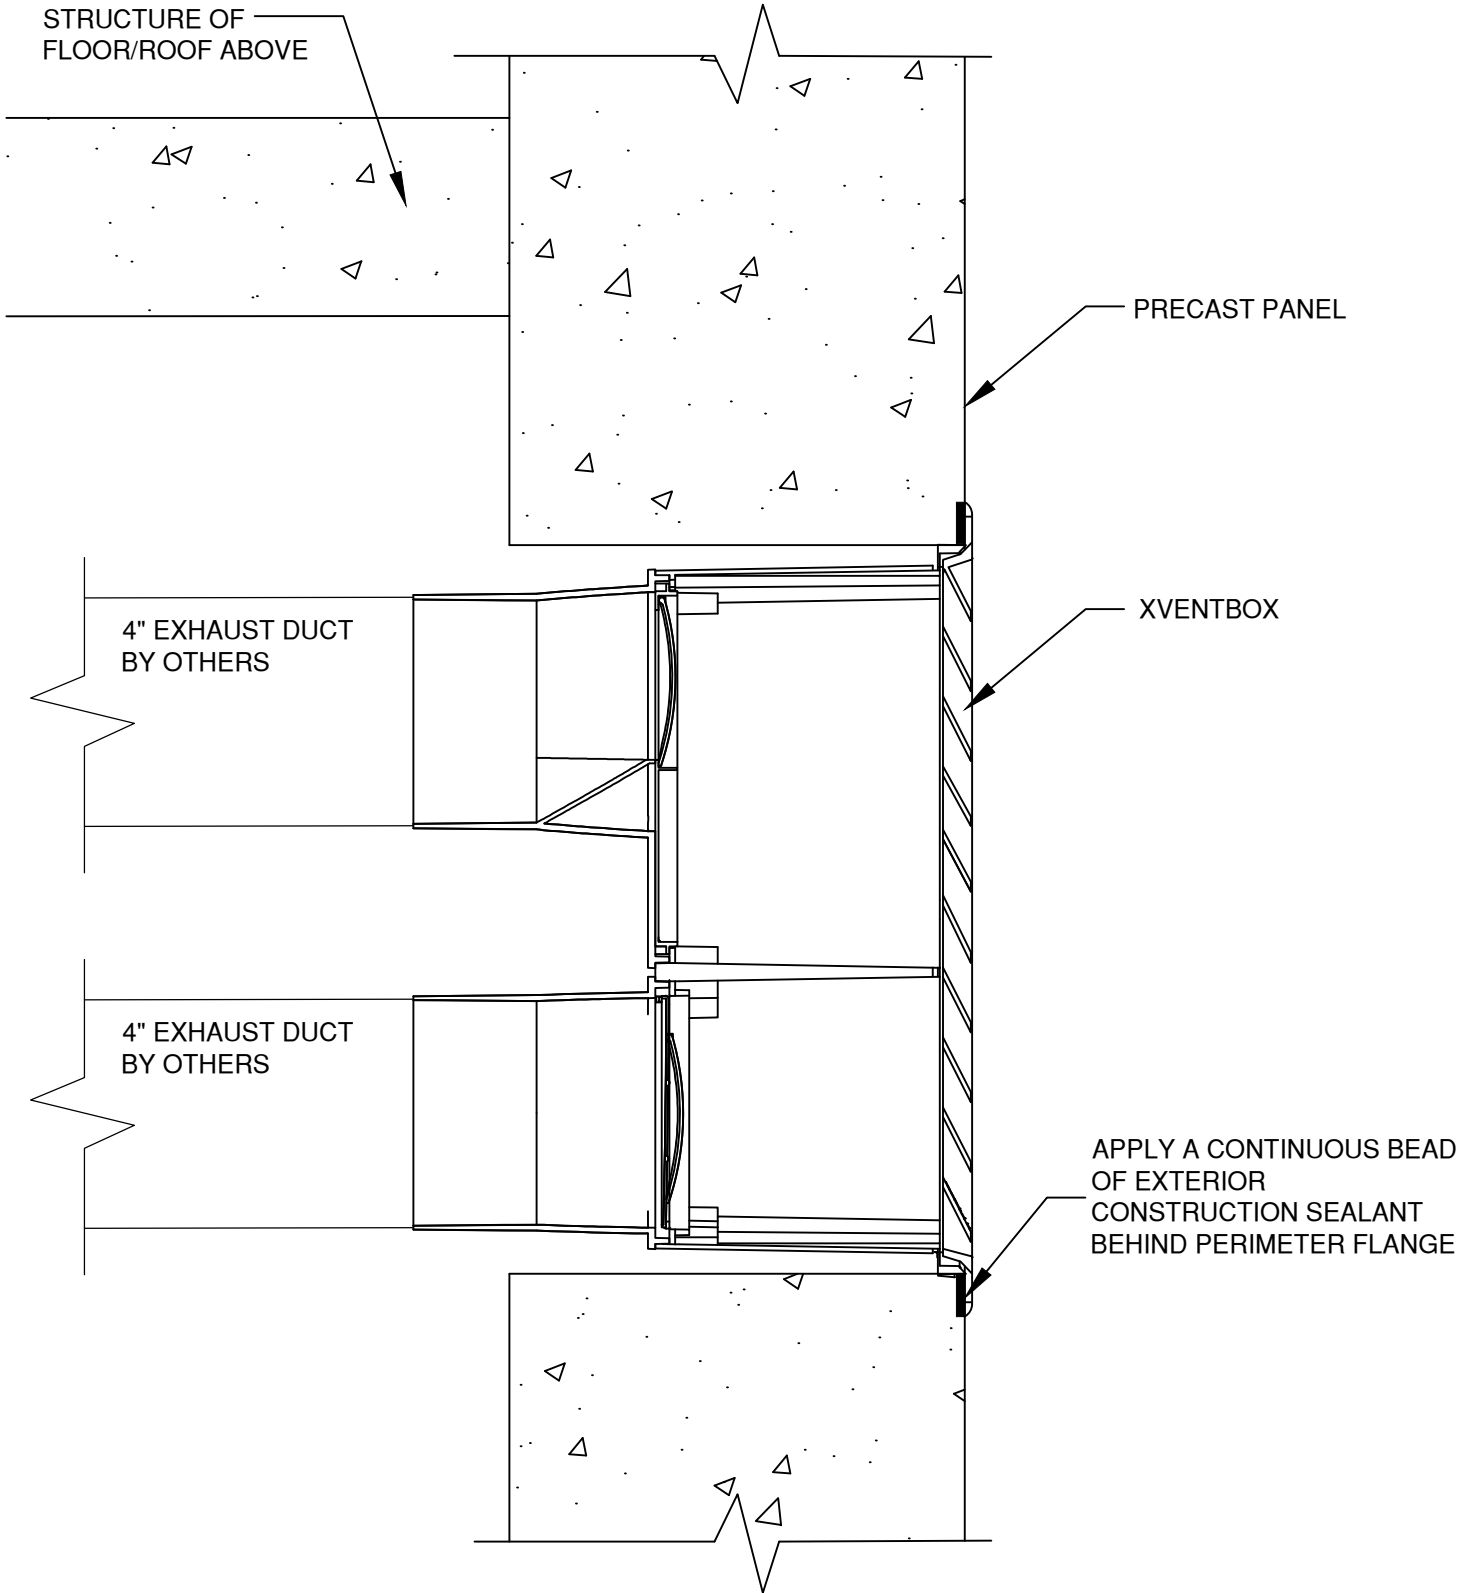 STRUCTURE OF
FLOOR/ROOF ABOVE
PRECAST PANEL
XVENTBOX
4" EXHAUST DUCT
BY OTHERS
4" EXHAUST DUCT
BY OTHERS
APPLY A CONTINUOUS BEAD
OF EXTERIOR
CONSTRUCTION SEALANT
BEHIND PERIMETER FLANGE